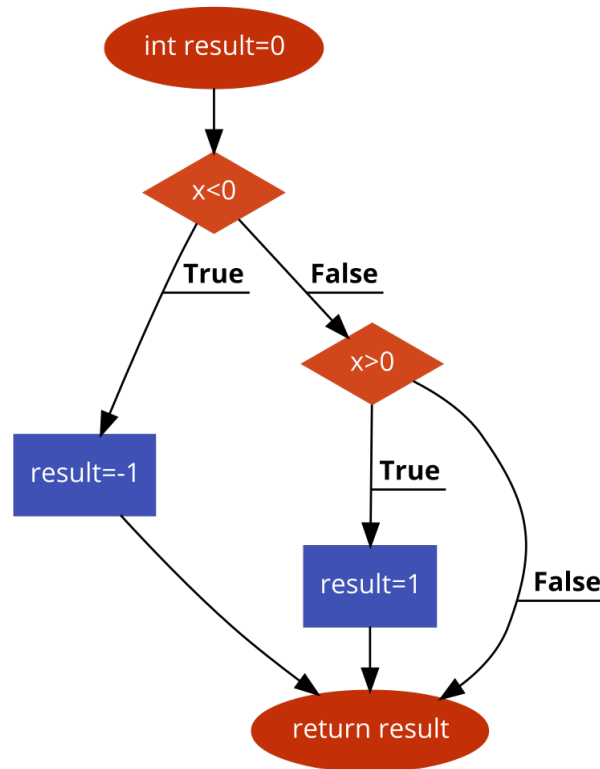 int result=0
x<0
True
False
x>0
result=-1
True
result=1
False
return result